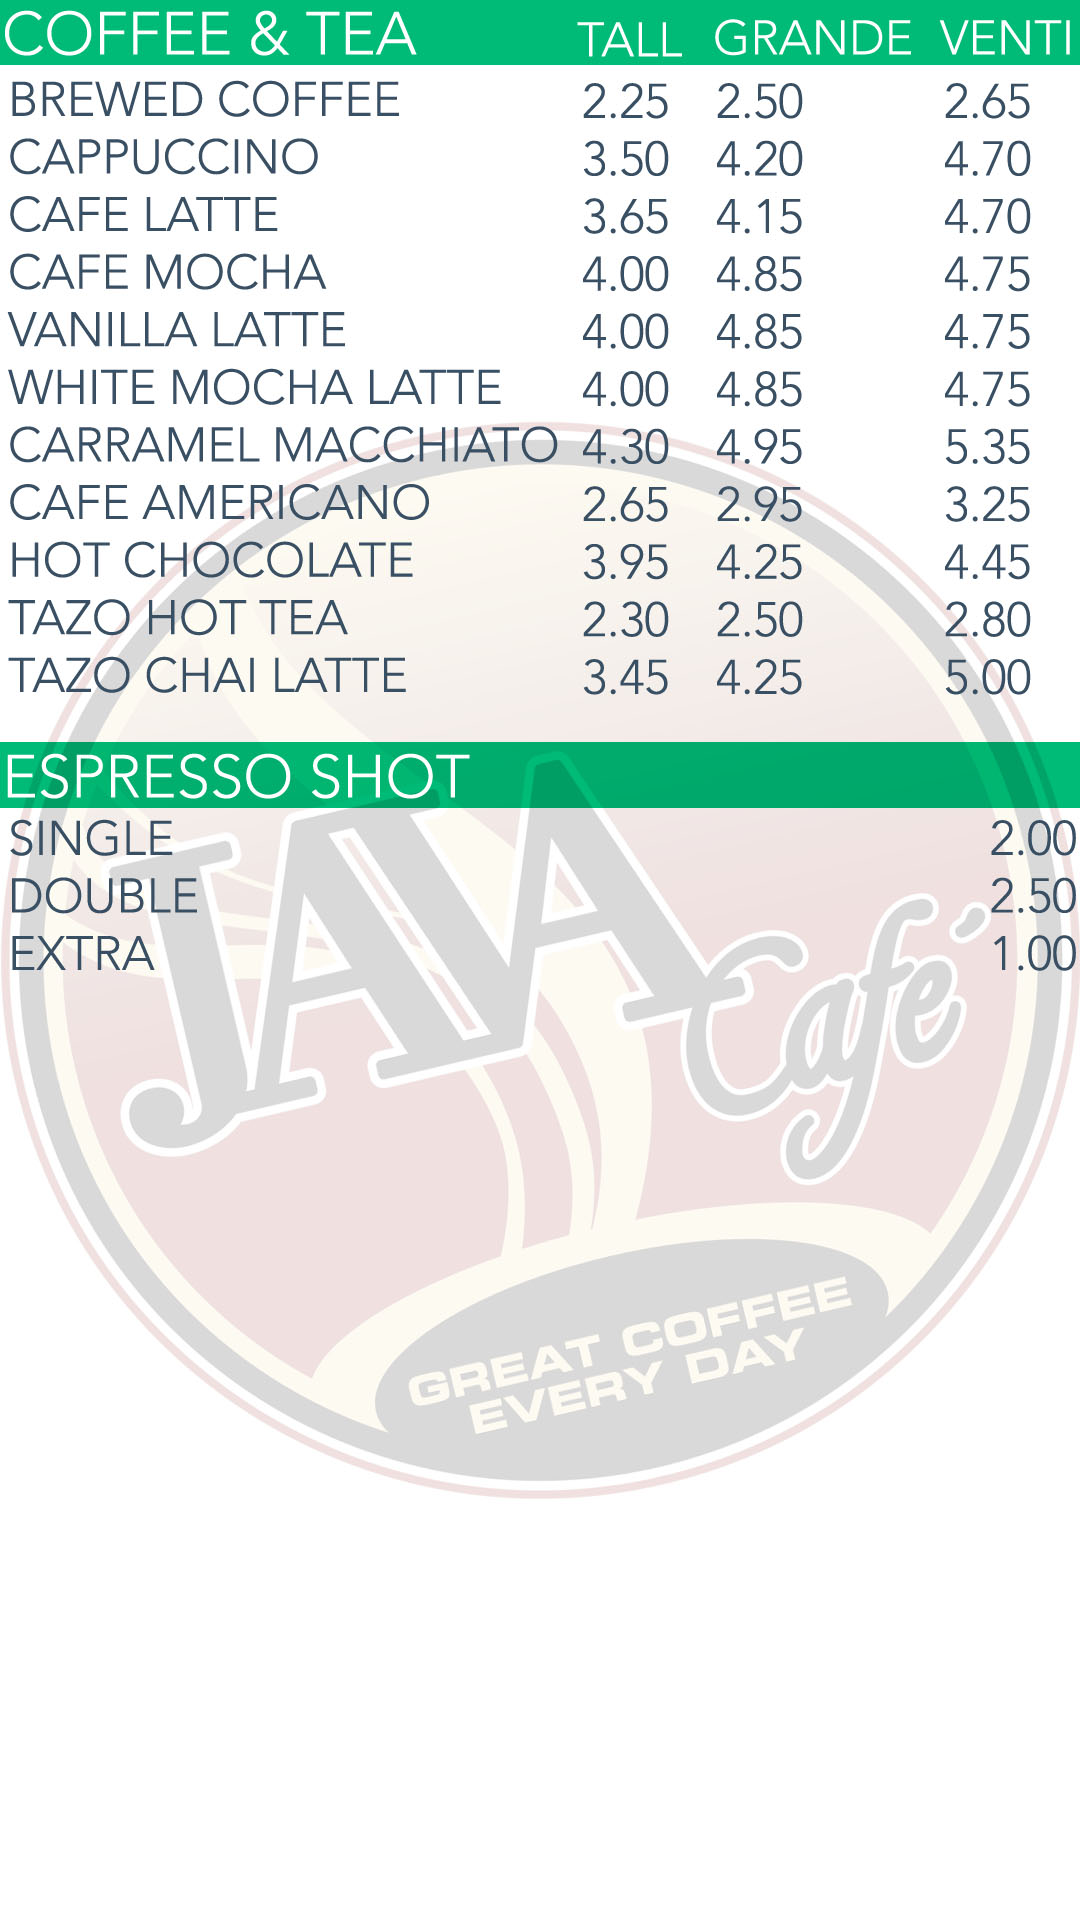 COFFEE & TEA TALL GRANDE VENTI
BREWED COFFEE 2.25 2.50 2.65
CAPPUCCINO 3.50 4.20 4.70
CAFE LATTE 3.65 4.15 4.70
CAFE MOCHA 4.00 4.85 4.75
VANILLA LATTE 4.00 4.85 4.75
WHITE MOCHA LATTE 4.00 4.85 4.75
CARRAMEL MACCHIATO 4.30 4.95 5.35
CAFE AMERICANO 2.65 2.95 3.25
HOT CHOCOLATE 3.95 4.25 4.45
TAZO HOT TEA 2.30 2.50 2.80
TAZO CHAI LATTE 3.45 4.25 5.00
ESPRESSO SHOT
SINGLE 2.00
DOUBLE 2.50
EXTRA 1.00
JAVA Café
GREAT COFFEE
EVERY DAY